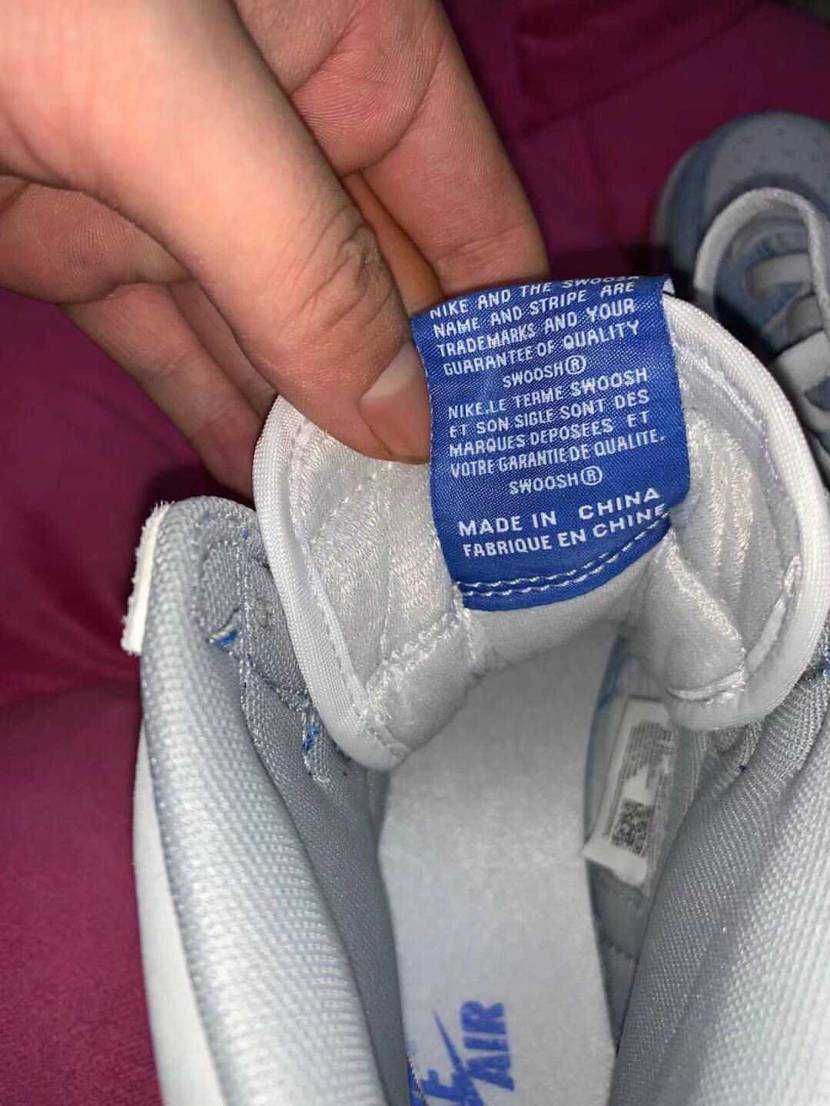 NIKE AND THE SWOOSH
NAME AND STRIPE ARE
TRADEMARKS AND YOUR
GUARANTEE OF QUALITY
SWOOSH®
NIKE.LE TERME SWOOSH
ET SON SIGLE SONT DES
MARQUES DEPOSEES ET
VOTRE GARANTIE DE QUALITE.
SWOOSH®
MADE IN CHINA
FABRIQUE EN CHINE
AIR